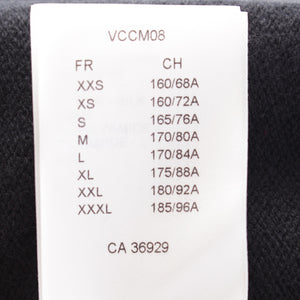 VCCM08
FR CH
XXS 160/68A
XS 160/72A
S 165/76A
M 170/80A
L 170/84A
XL 175/88A
XXL 180/92A
XXXL 185/96A
CA 36929